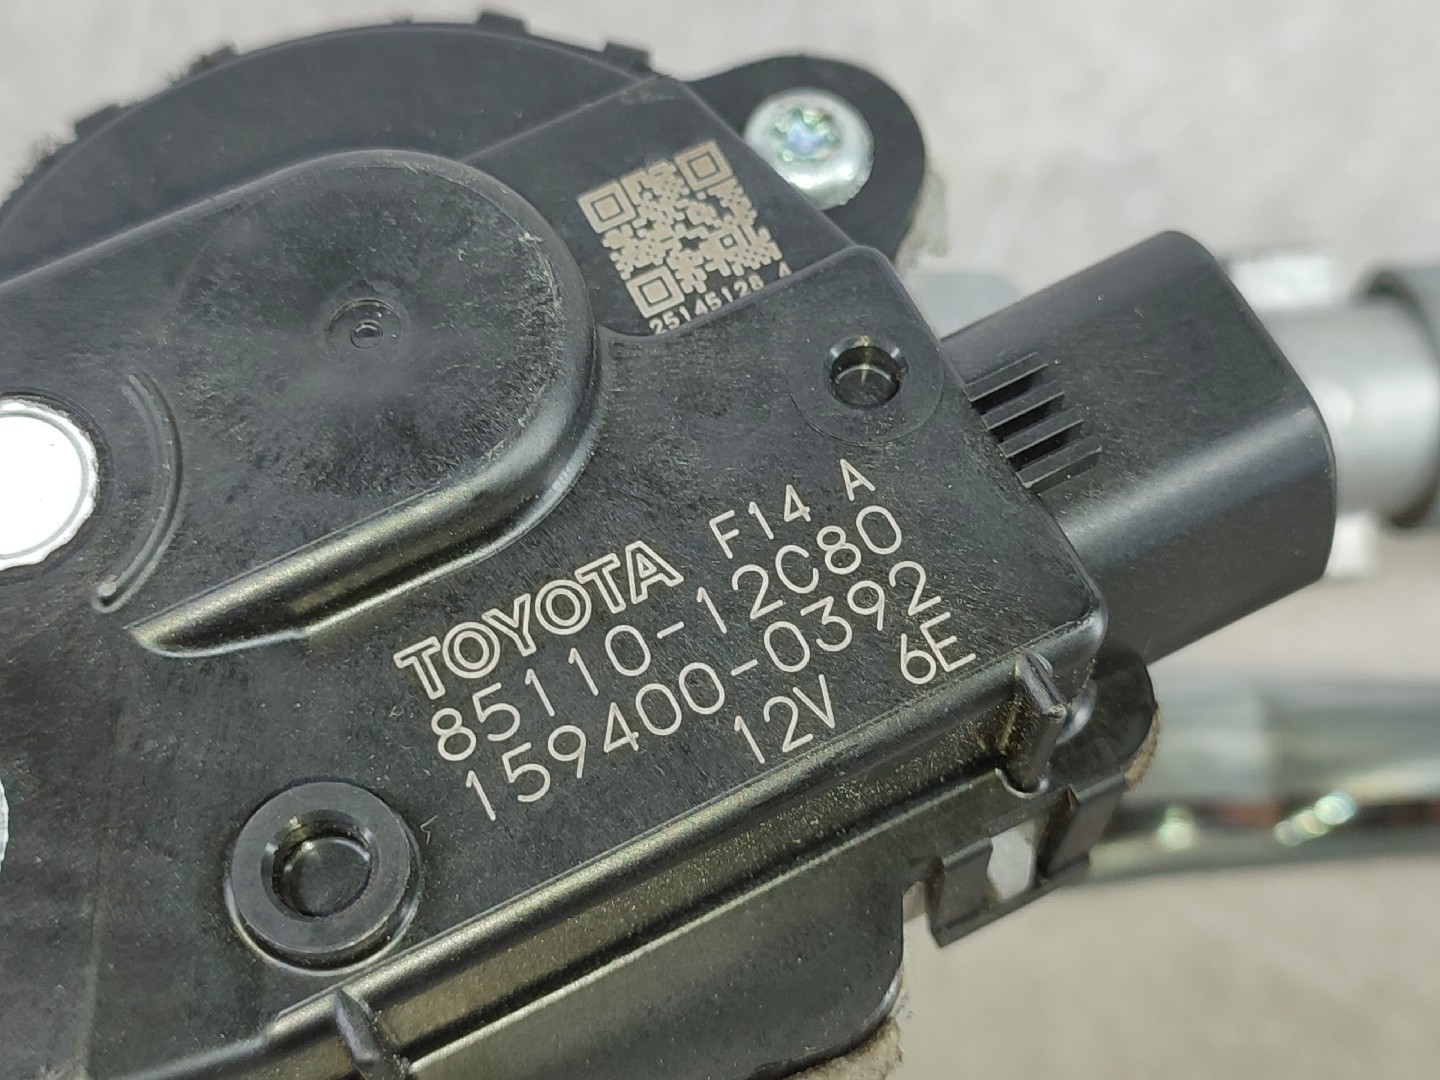 25145128 4
TOYOTA F14 A
85110-12C80
159400-0392
12V 6E